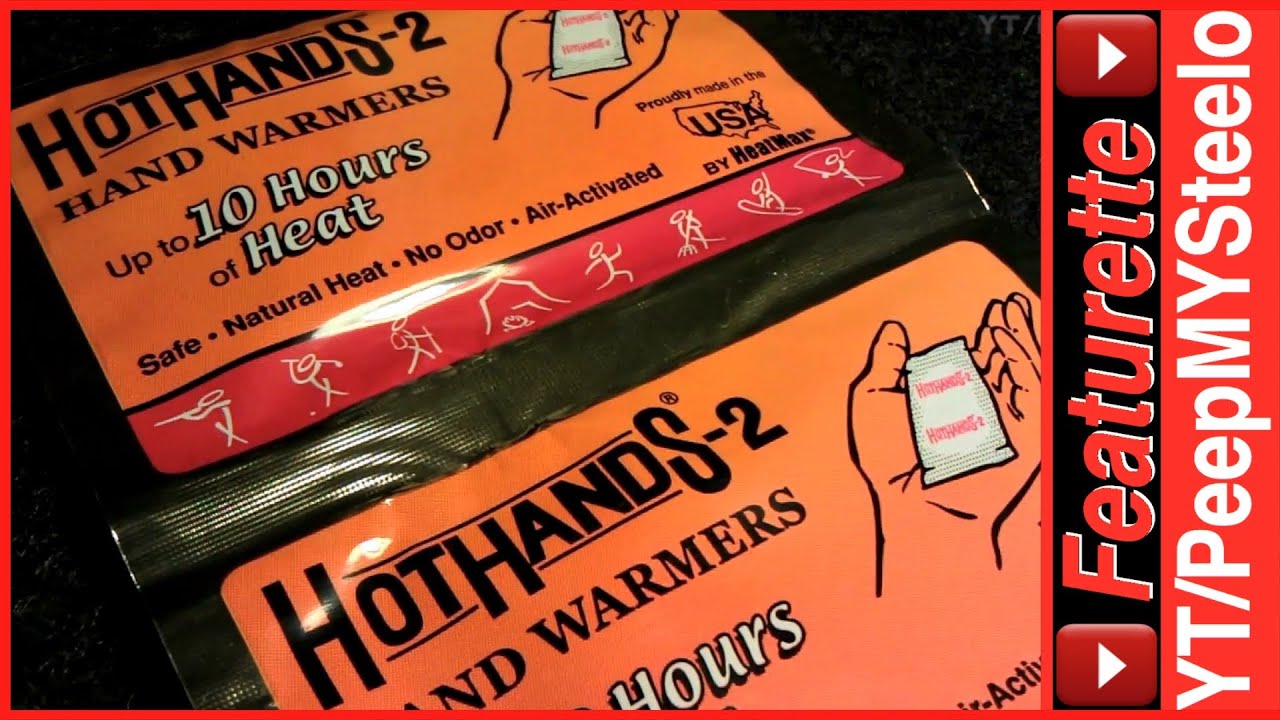 HOTHANDS-2
HAND WARMERS
Up to 10 Hours
of Heat
Safe • Natural Heat • No Odor • Air-Activated
HOTHANDS-2
HOTHANDS-2
Proudly made in the
USA
BY HeatMax®
HOTHANDS®-2
HAND WARMERS
Hours
HOTHANDS-2
HOTHANDS-2
Featurette
YT/PeepMYSteelo